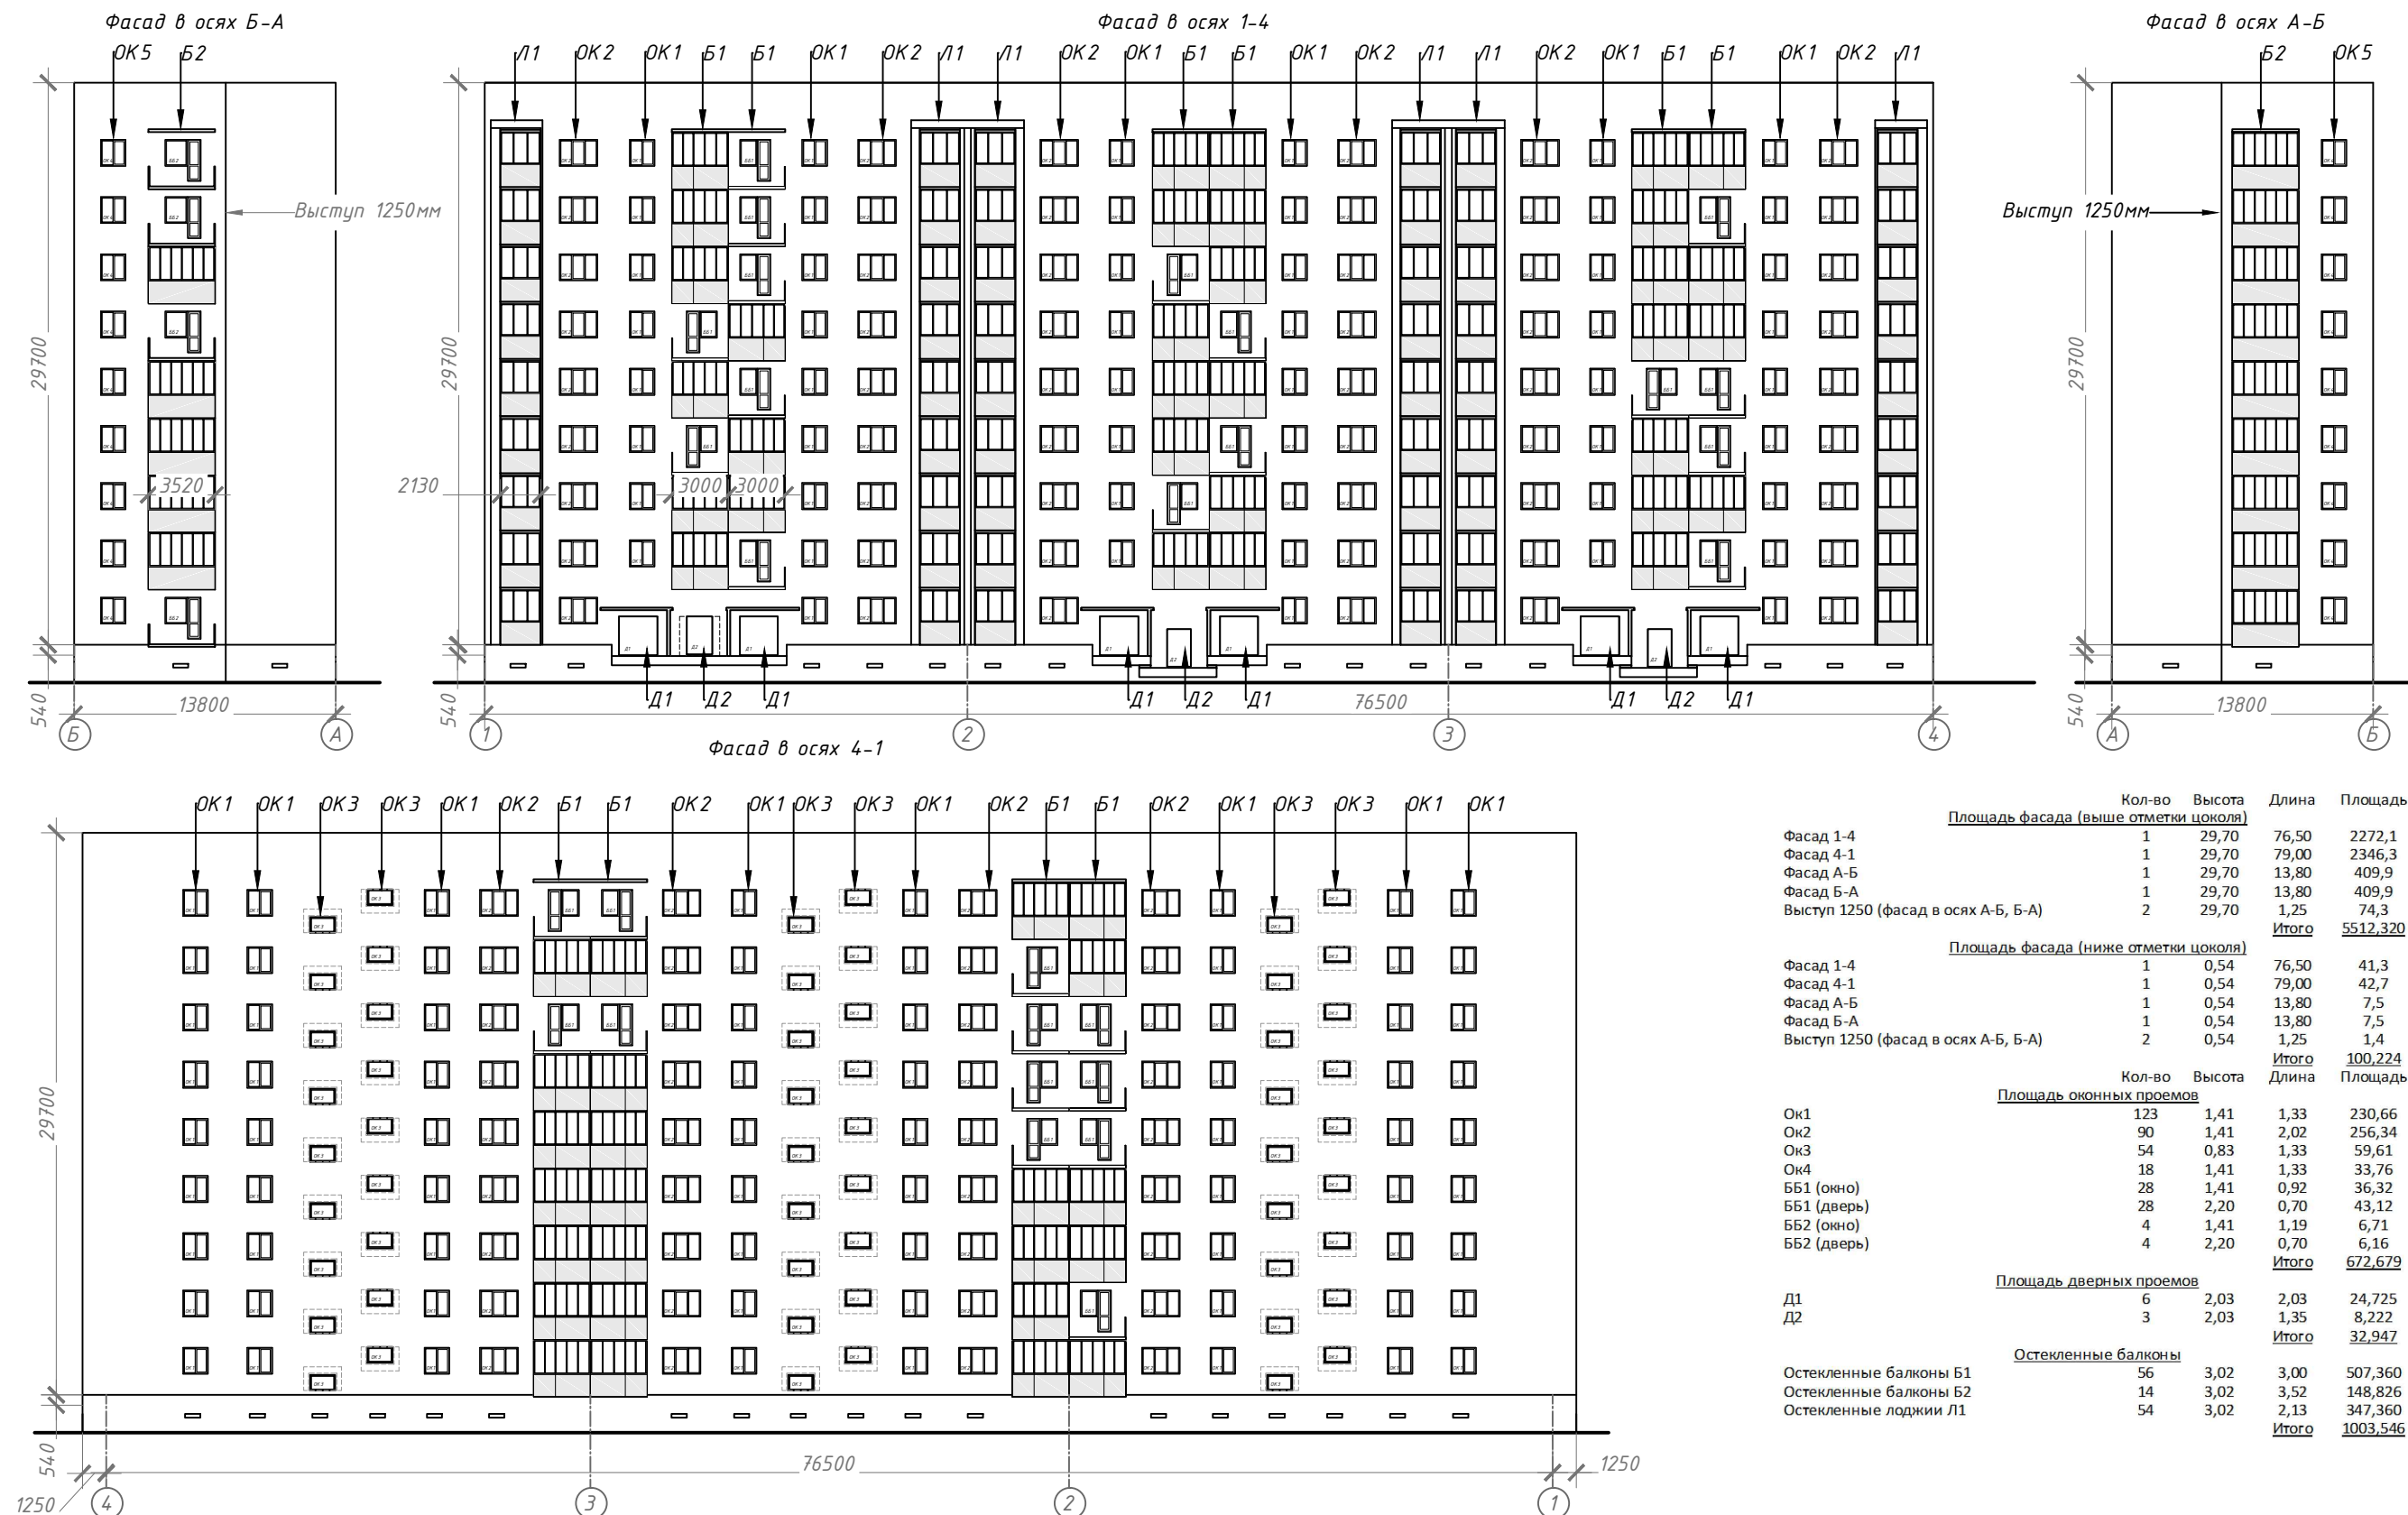 Фасад в осях Б-А
Фасад в осях 1-4
Фасад в осях А-Б
ОК5 Б2
Л1 ОК2 ОК1 Б1 Б1 ОК1 ОК2 Л1 Л1 ОК2 ОК1 Б1 Б1 ОК1 ОК2 Л1 Л1 ОК2 ОК1 Б1 Б1 ОК1 ОК2 Л1
Б2 ОК5
Выступ 1250мм
Выступ 1250мм
29700
29700
29700
3520
2130
3000 3000
540
13800
540
Д1 Д2 Д1
Д1 Д2 Д1
76500
Д1 Д2 Д1
540
13800
Б А
1 2 3 4
А Б
Фасад в осях 4-1
ОК1 ОК1 ОК3 ОК3 ОК1 ОК2 Б1 Б1 ОК2 ОК1 ОК3 ОК3 ОК1 ОК2 Б1 Б1 ОК2 ОК1 ОК3 ОК3 ОК1 ОК1
29700
540
76500
1250
1250
4 3 2 1
Кол-во Высота Длина Площадь
Площадь фасада (выше отметки цоколя)
Фасад 1-4 1 29,70 76,50 2272,1
Фасад 4-1 1 29,70 79,00 2346,3
Фасад А-Б 1 29,70 13,80 409,9
Фасад Б-А 1 29,70 13,80 409,9
Выступ 1250 (фасад в осях А-Б, Б-А) 2 29,70 1,25 74,3
Итого 5512,320
Площадь фасада (ниже отметки цоколя)
Фасад 1-4 1 0,54 76,50 41,3
Фасад 4-1 1 0,54 79,00 42,7
Фасад А-Б 1 0,54 13,80 7,5
Фасад Б-А 1 0,54 13,80 7,5
Выступ 1250 (фасад в осях А-Б, Б-А) 2 0,54 1,25 1,4
Итого 100,224
Кол-во Высота Длина Площадь
Площадь оконных проемов
Ок1 123 1,41 1,33 230,66
Ок2 90 1,41 2,02 256,34
Ок3 54 0,83 1,33 59,61
Ок4 18 1,41 1,33 33,76
ББ1 (окно) 28 1,41 0,92 36,32
ББ1 (дверь) 28 2,20 0,70 43,12
ББ2 (окно) 4 1,41 1,19 6,71
ББ2 (дверь) 4 2,20 0,70 6,16
Итого 672,679
Площадь дверных проемов
Д1 6 2,03 2,03 24,725
Д2 3 2,03 1,35 8,222
Итого 32,947
Остекленные балконы
Остекленные балконы Б1 56 3,02 3,00 507,360
Остекленные балконы Б2 14 3,02 3,52 148,826
Остекленные лоджии Л1 54 3,02 2,13 347,360
Итого 1003,546